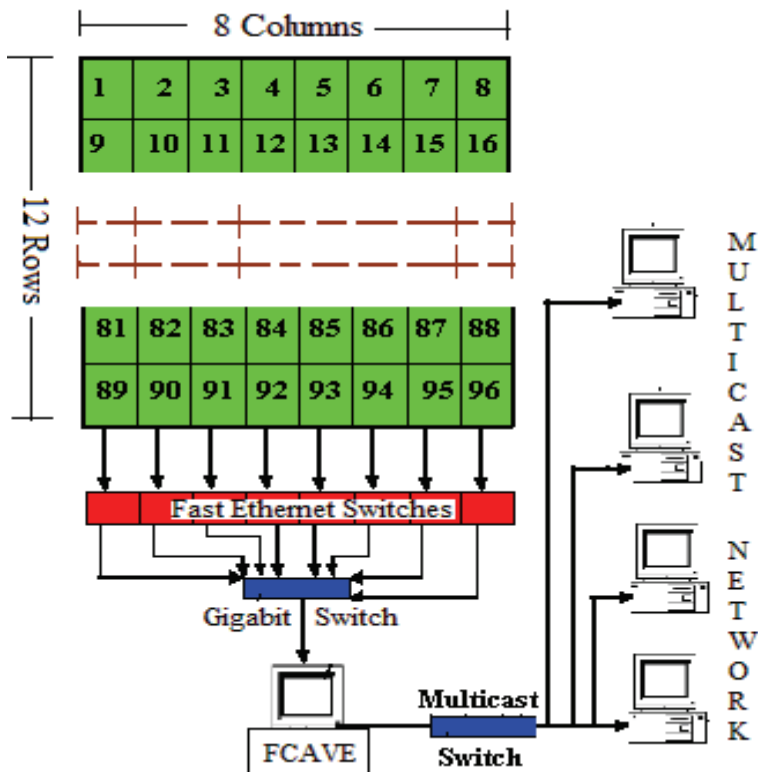 8 Columns
12 Rows
1 2 3 4 5 6 7 8
9 10 11 12 13 14 15 16
81 82 83 84 85 86 87 88
89 90 91 92 93 94 95 96
Fast Ethernet Switches
Gigabit Switch
FCAVE
Multicast
Switch
MULTICAST
NETWORK